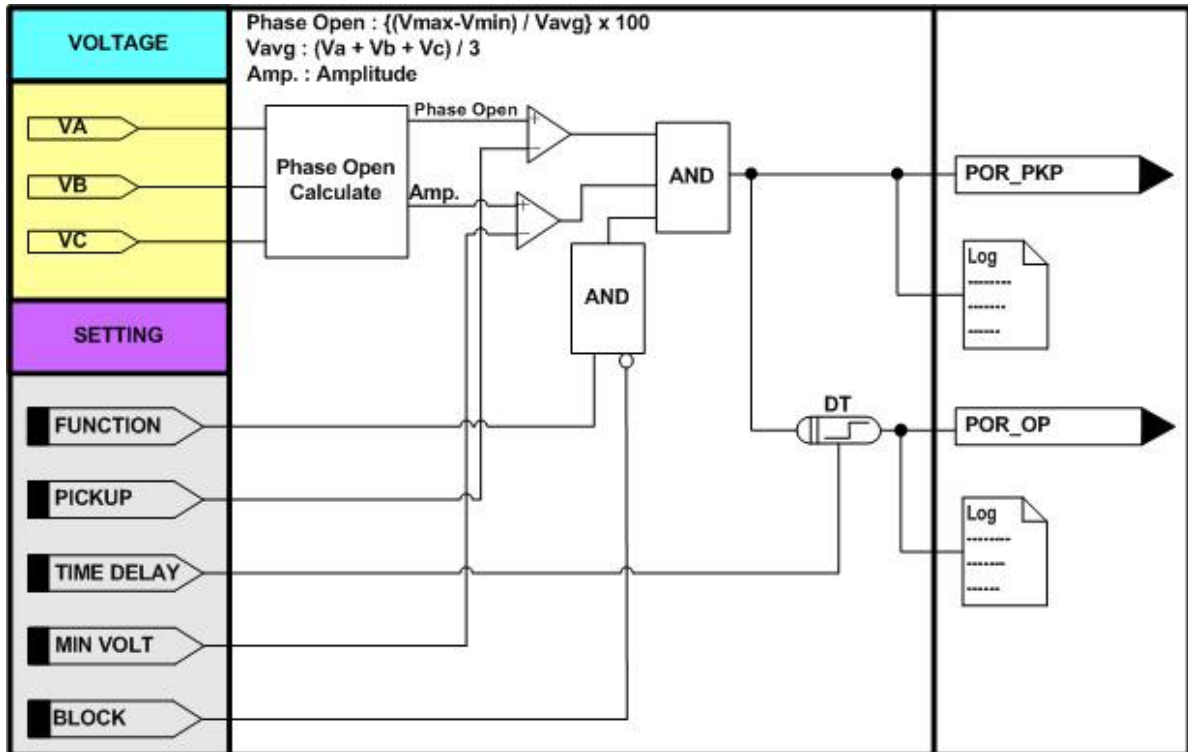 VOLTAGE
Phase Open : {(Vmax-Vmin) / Vavg} x 100
Vavg : (Va + Vb + Vc) / 3
Amp. : Amplitude
VA
VB
VC
Phase Open
Calculate
Phase Open
Amp.
+
-
+
-
AND
AND
POR_PKP
Log
--------
-------
------
SETTING
FUNCTION
PICKUP
TIME DELAY
MIN VOLT
BLOCK
DT
POR_OP
Log
--------
-------
------